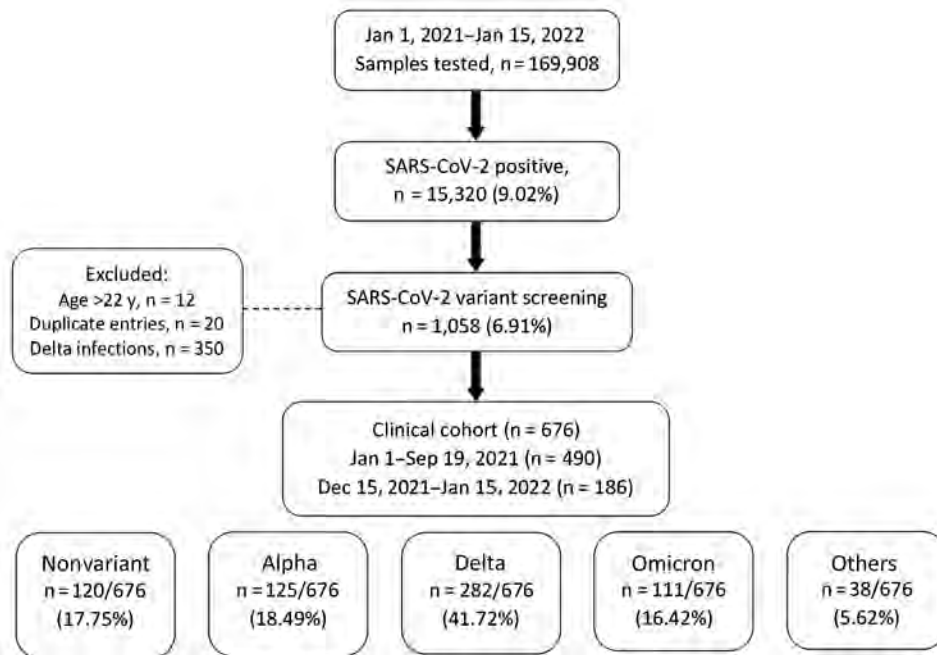 Jan 1, 2021–Jan 15, 2022
Samples tested, n = 169,908
SARS-CoV-2 positive,
n = 15,320 (9.02%)
Excluded:
Age >22 y, n = 12
Duplicate entries, n = 20
Delta infections, n = 350
SARS-CoV-2 variant screening
n = 1,058 (6.91%)
Clinical cohort (n = 676)
Jan 1–Sep 19, 2021 (n = 490)
Dec 15, 2021–Jan 15, 2022 (n = 186)
Nonvariant
n = 120/676
(17.75%)
Alpha
n = 125/676
(18.49%)
Delta
n = 282/676
(41.72%)
Omicron
n = 111/676
(16.42%)
Others
n = 38/676
(5.62%)